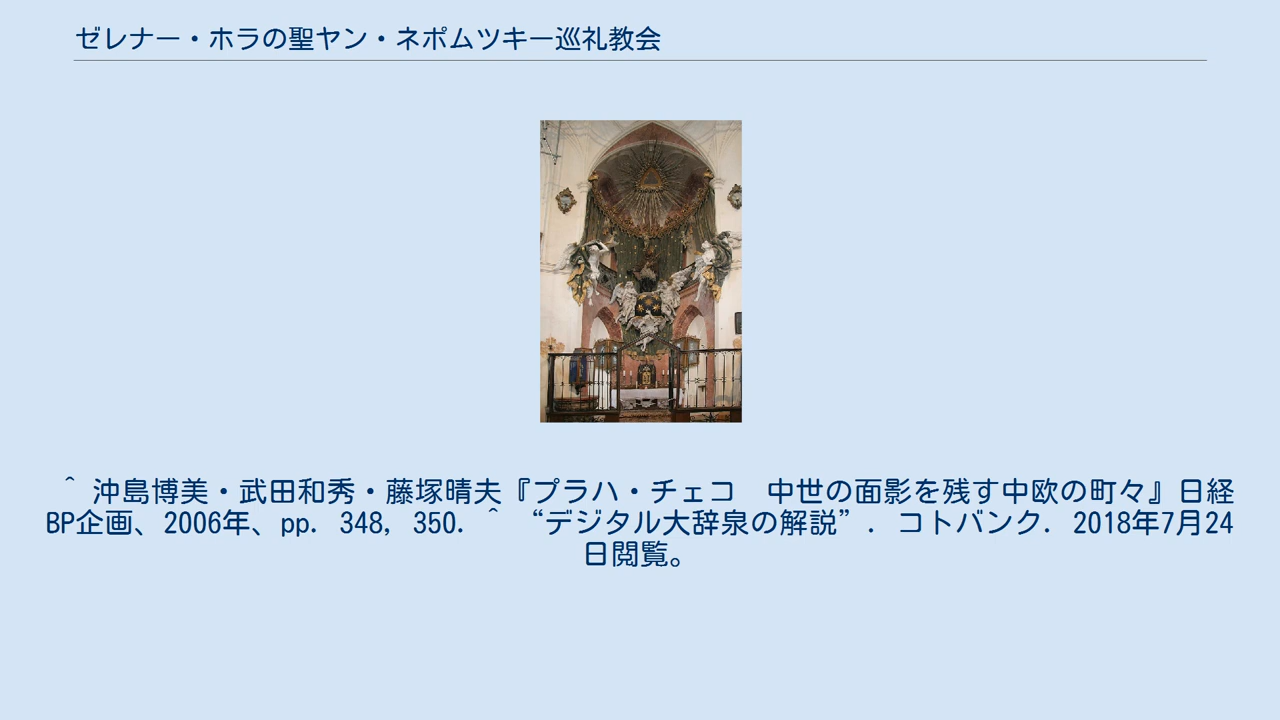 ゼレナー・ホラの聖ヤン・ネポムツキー巡礼教会
^ 沖島博美・武田和秀・藤塚晴夫『プラハ・チェコ　中世の面影を残す中欧の町々』日経
BP企画、2006年、pp. 348, 350. ^ “デジタル大辞泉の解説”. コトバンク. 2018年7月24
日閲覧。